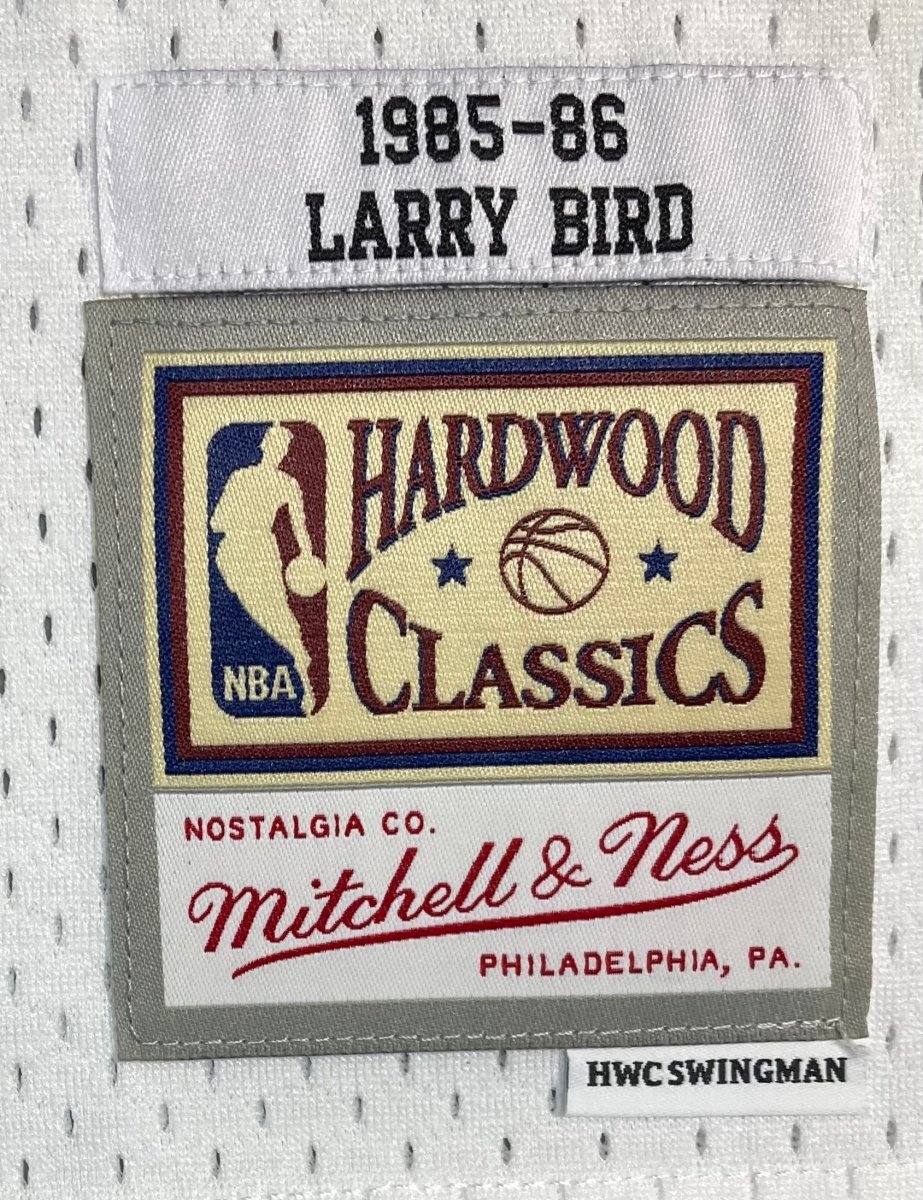 1985-86
LARRY BIRD
HARDWOOD
CLASSICS
NBA
NOSTALGIA CO.
Mitchell & Ness
PHILADELPHIA, PA.
HWC SWINGMAN